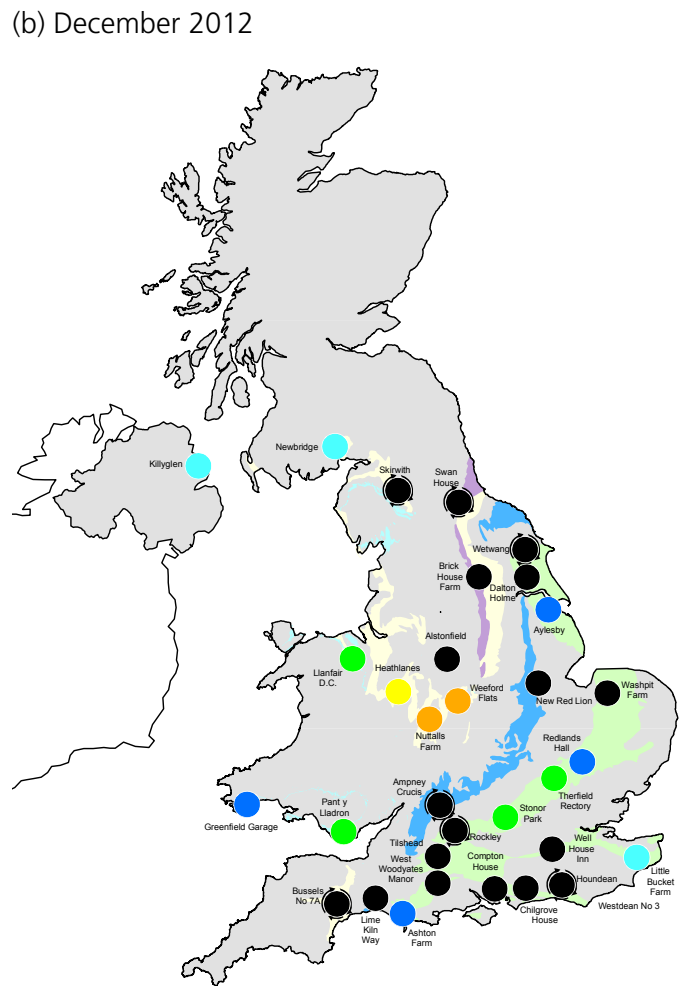 (b) December 2012
Newbridge
Killyglen
Skirwith
Swan
House
Wetwang
Brick
House
Farm
Dalton
Holme
Aylesby
Alstonfield
Llanfair
D.C.
Heathlanes
Weeford
Flats
Washpit
Farm
New Red Lion
Nuttalls
Farm
Redlands
Hall
Ampney
Crucis
Therfield
Rectory
Greenfield Garage
Pant y
Lladron
Stonor
Park
Rockley
Tilshead
Well
House
Inn
West
Woodyates
Manor
Compton
House
Little
Bucket
Farm
Houndean
Bussels
No 7A
Westdean No 3
Lime
Kiln
Way
Chilgrove
House
Ashton
Farm